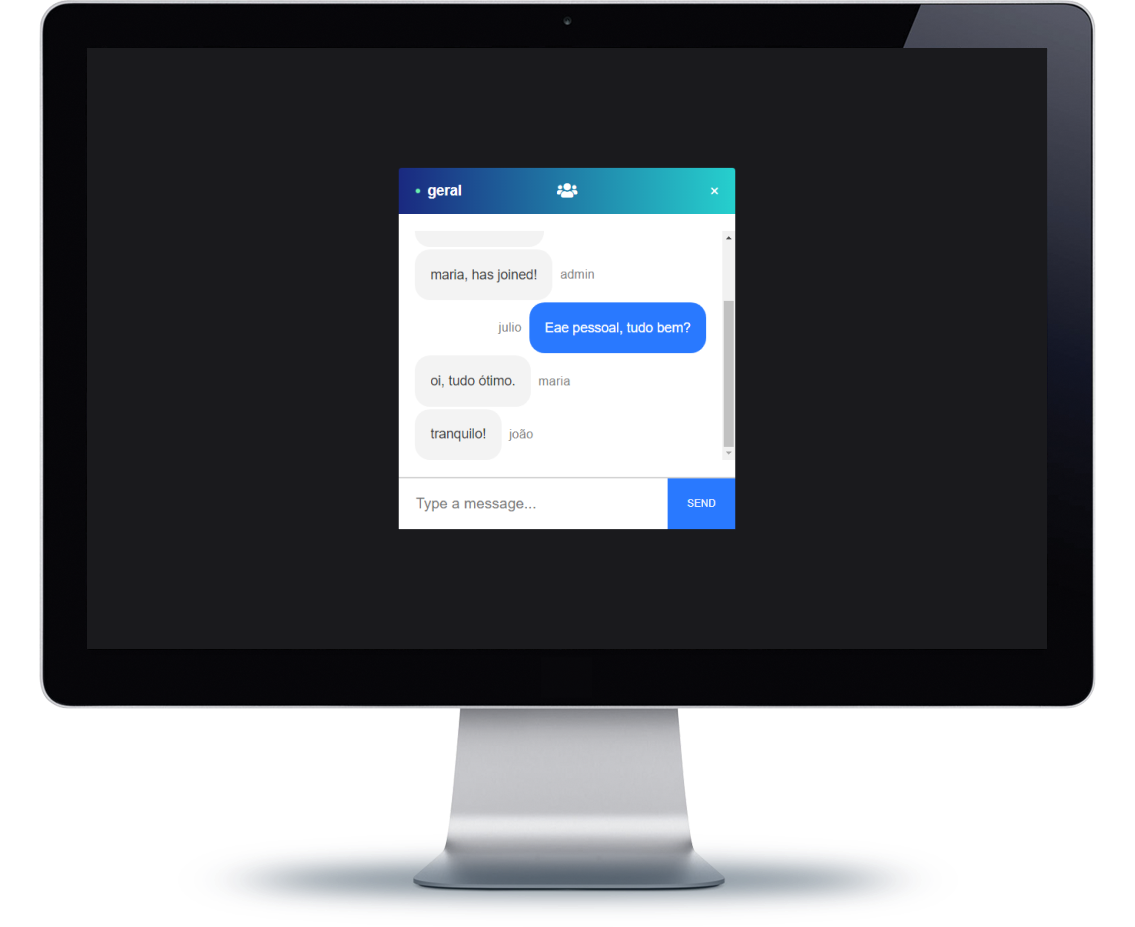 geral
maria, has joined! admin
julio Eae pessoal, tudo bem?
oi, tudo ótimo. maria
tranquilo! joão
Type a message... SEND